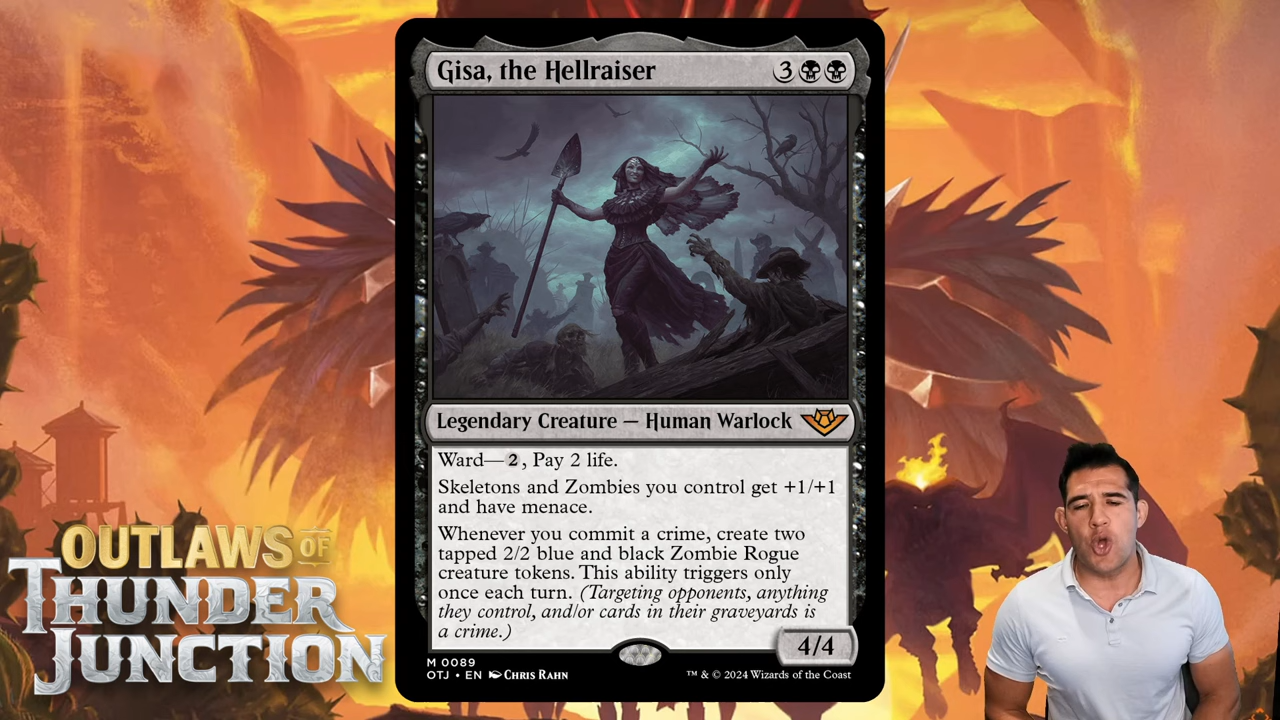 Gisa, the Hellraiser 3
Legendary Creature — Human Warlock
Ward—2, Pay 2 life.
Skeletons and Zombies you control get +1/+1
and have menace.
Whenever you commit a crime, create two
tapped 2/2 blue and black Zombie Rogue
creature tokens. This ability triggers only
once each turn. (Targeting opponents, anything
they control, and/or cards in their graveyards is
a crime.)
4/4
M 0089
OTJ • EN Chris Rahn
™ & © 2024 Wizards of the Coast
OUTLAWS OF
THUNDER
JUNCTION